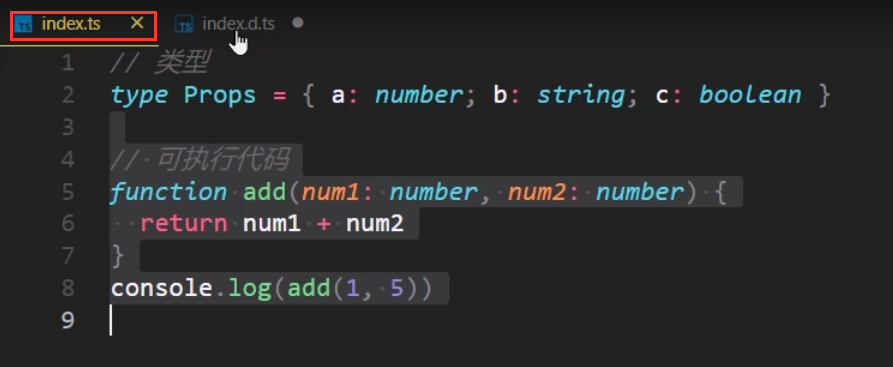 TS index.ts × TS index.d.ts ●
1 // 类型
2 type Props = { a: number; b: string; c: boolean }
3
4 // 可执行代码
5 function add(num1: number, num2: number) {
6   return num1 + num2
7 }
8 console.log(add(1, 5))
9